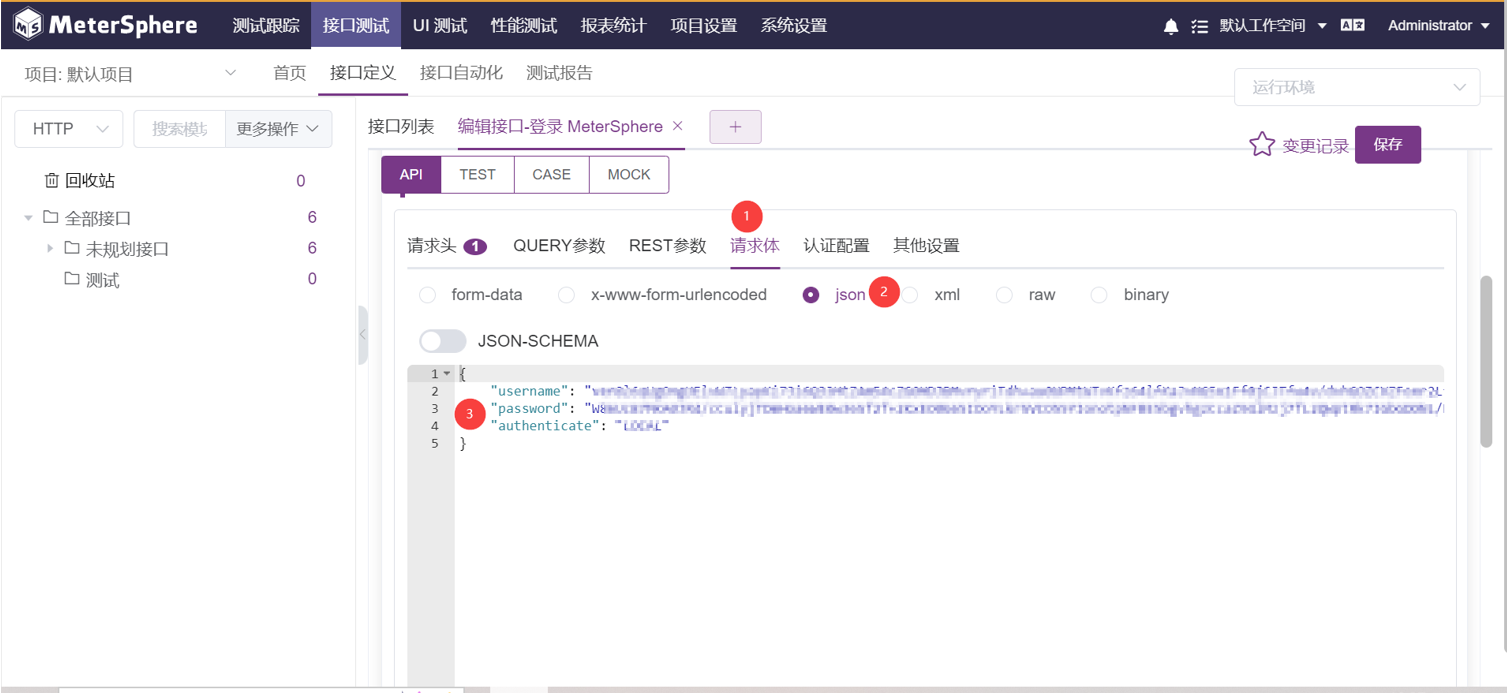 MeterSphere 测试跟踪 接口测试 UI 测试 性能测试 报表统计 项目设置 系统设置 默认工作空间 Administrator
项目: 默认项目 首页 接口定义 接口自动化 测试报告
运行环境
HTTP 搜索模块 更多操作
接口列表 编辑接口-登录 MeterSphere × +
变更记录 保存
回收站 0
全部接口 6
未规划接口 6
测试 0
API TEST CASE MOCK
1
请求头 1 QUERY参数 REST参数 请求体 认证配置 其他设置
form-data x-www-form-urlencoded json 2 xml raw binary
JSON-SCHEMA
1 {
2 "username": "
3 3 "password": "
4 "authenticate": "LOCAL"
5 }